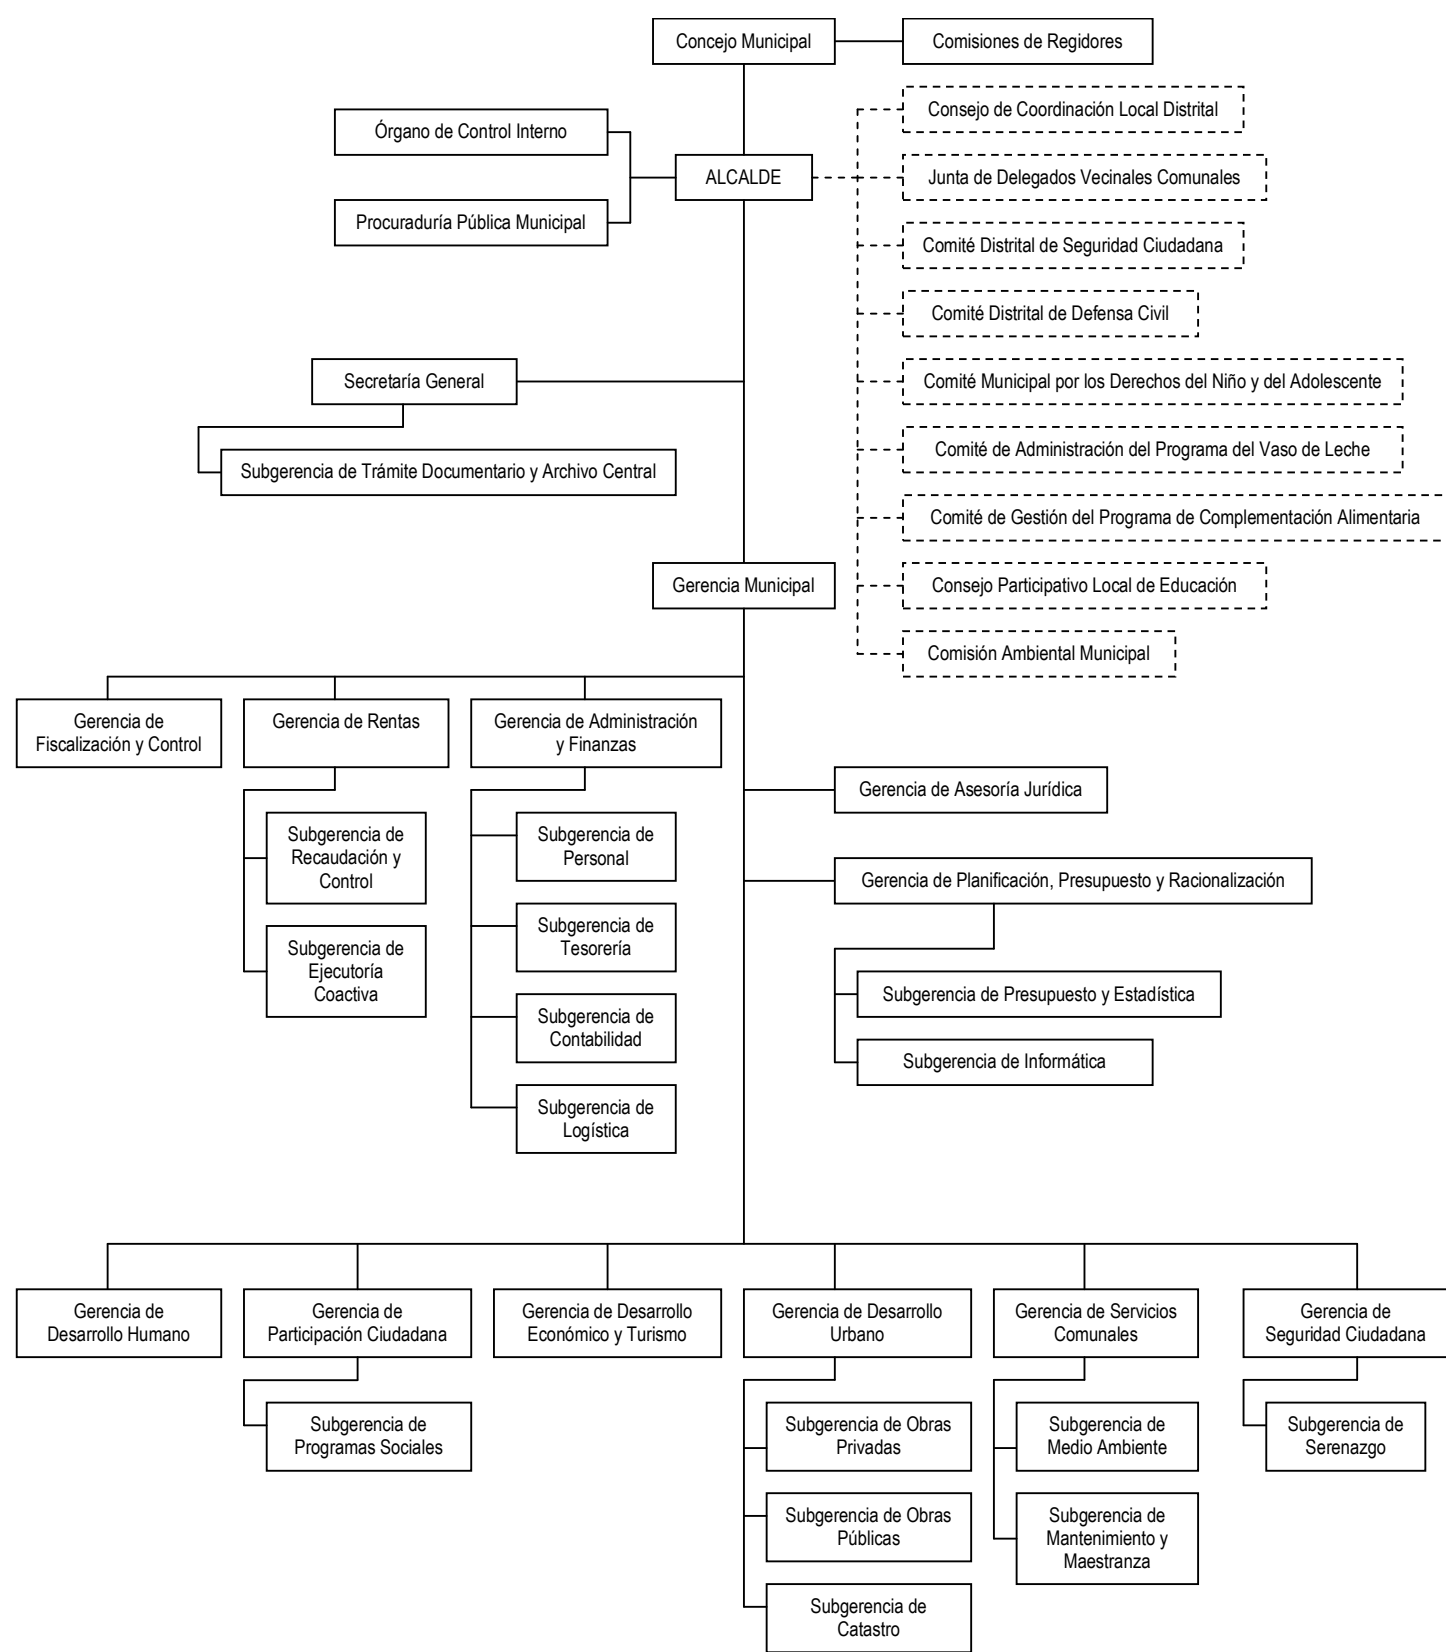 Concejo Municipal
Comisiones de Regidores
Consejo de Coordinación Local Distrital
Órgano de Control Interno
ALCALDE
Junta de Delegados Vecinales Comunales
Procuraduría Pública Municipal
Comité Distrital de Seguridad Ciudadana
Comité Distrital de Defensa Civil
Secretaría General
Comité Municipal por los Derechos del Niño y del Adolescente
Comité de Administración del Programa del Vaso de Leche
Subgerencia de Trámite Documentario y Archivo Central
Comité de Gestión del Programa de Complementación Alimentaria
Gerencia Municipal
Consejo Participativo Local de Educación
Comisión Ambiental Municipal
Gerencia de
Fiscalización y Control
Gerencia de Rentas
Gerencia de Administración
y Finanzas
Gerencia de Asesoría Jurídica
Subgerencia de
Recaudación y
Control
Subgerencia de
Personal
Gerencia de Planificación, Presupuesto y Racionalización
Subgerencia de
Ejecutoría
Coactiva
Subgerencia de
Tesorería
Subgerencia de Presupuesto y Estadística
Subgerencia de
Contabilidad
Subgerencia de Informática
Subgerencia de
Logística
Gerencia de
Desarrollo Humano
Gerencia de
Participación Ciudadana
Gerencia de Desarrollo
Económico y Turismo
Gerencia de Desarrollo
Urbano
Gerencia de Servicios
Comunales
Gerencia de
Seguridad Ciudadana
Subgerencia de
Programas Sociales
Subgerencia de Obras
Privadas
Subgerencia de
Medio Ambiente
Subgerencia de
Serenazgo
Subgerencia de Obras
Públicas
Subgerencia de
Mantenimiento y
Maestranza
Subgerencia de
Catastro